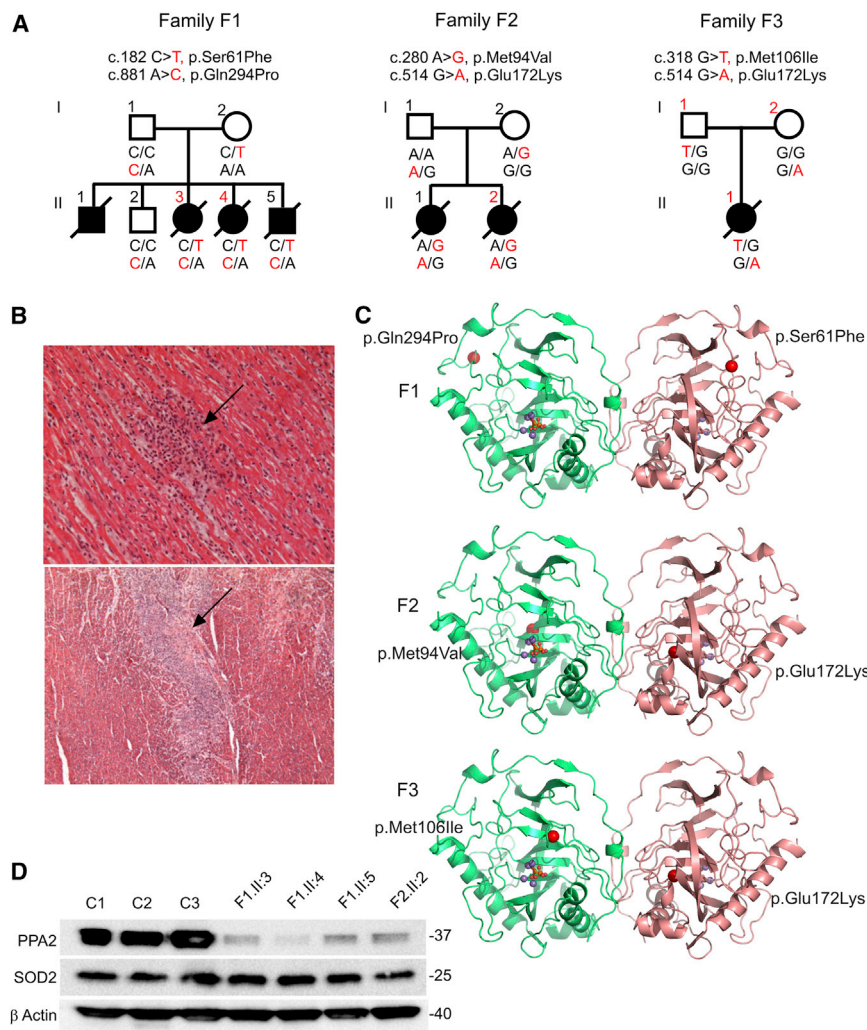 A
Family F1
c.182 C>T, p.Ser61Phe
c.881 A>C, p.Gln294Pro
Family F2
c.280 A>G, p.Met94Val
c.514 G>A, p.Glu172Lys
Family F3
c.318 G>T, p.Met106Ile
c.514 G>A, p.Glu172Lys
I
1
2
C/C
C/A
C/T
A/A
II
1
2
3
4
5
C/C
C/A
C/T
C/A
C/T
C/A
C/T
C/A
I
1
2
A/A
A/G
A/G
G/G
II
1
2
A/G
A/G
A/G
A/G
I
1
2
T/G
G/G
G/G
G/A
II
1
T/G
G/A
B
C
p.Gln294Pro
p.Ser61Phe
F1
F2
p.Met94Val
p.Glu172Lys
F3
p.Met106Ile
p.Glu172Lys
D
C1 C2 C3 F1.II:3 F1.II:4 F1.II:5 F2.II:2
PPA2 -37
SOD2 -25
β Actin -40